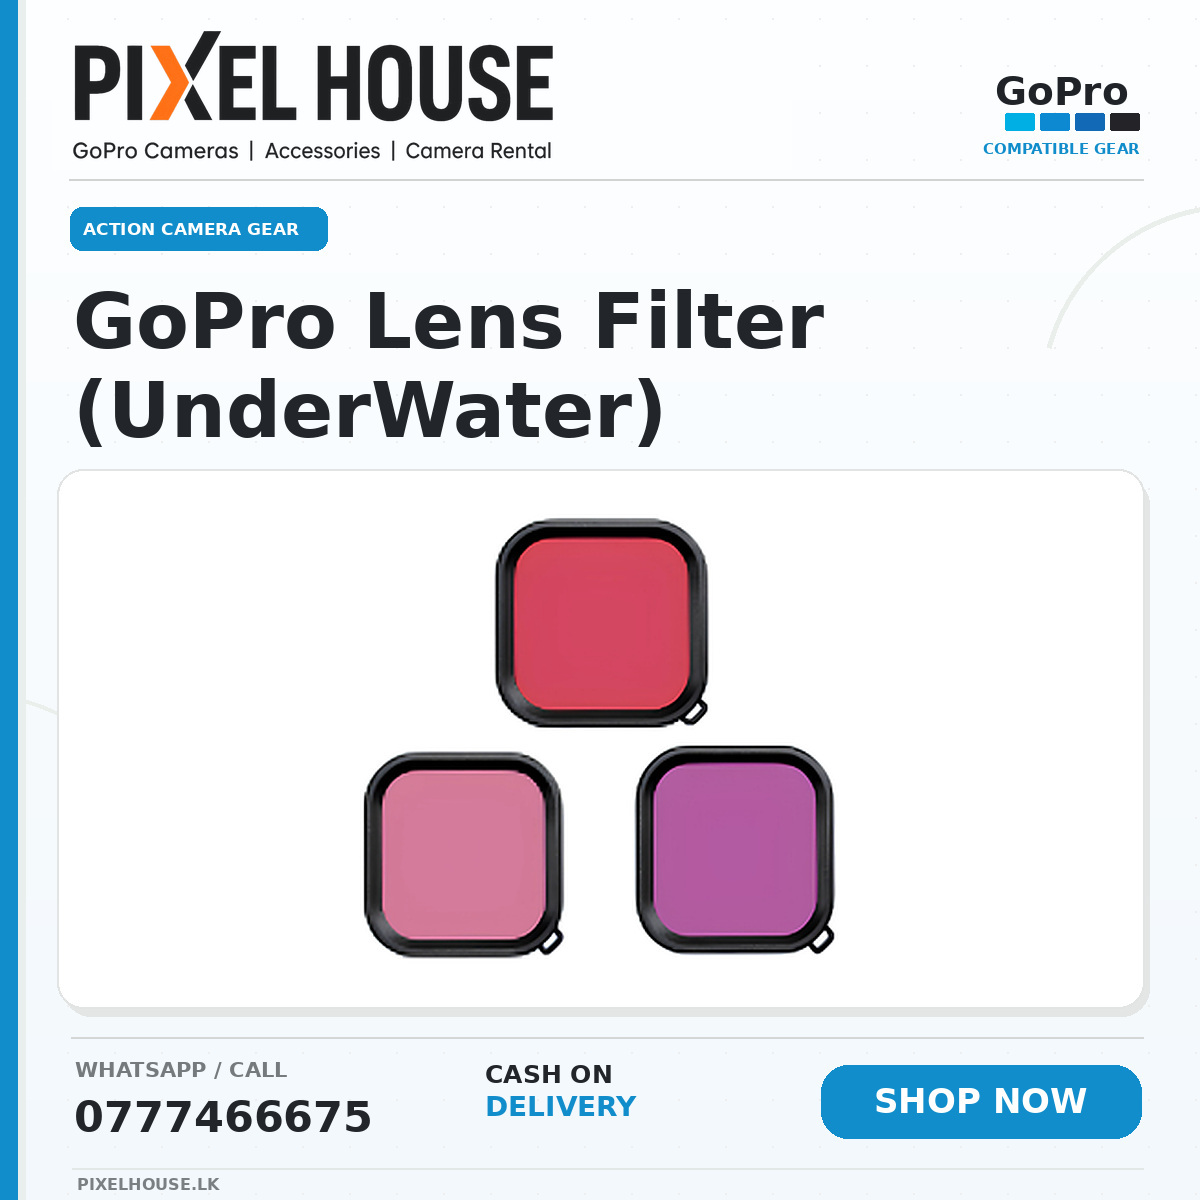 PIXEL HOUSE
GoPro Cameras | Accessories | Camera Rental
GoPro
COMPATIBLE GEAR
ACTION CAMERA GEAR
GoPro Lens Filter
(UnderWater)
WHATSAPP / CALL
0777466675
CASH ON
DELIVERY
SHOP NOW
PIXELHOUSE.LK